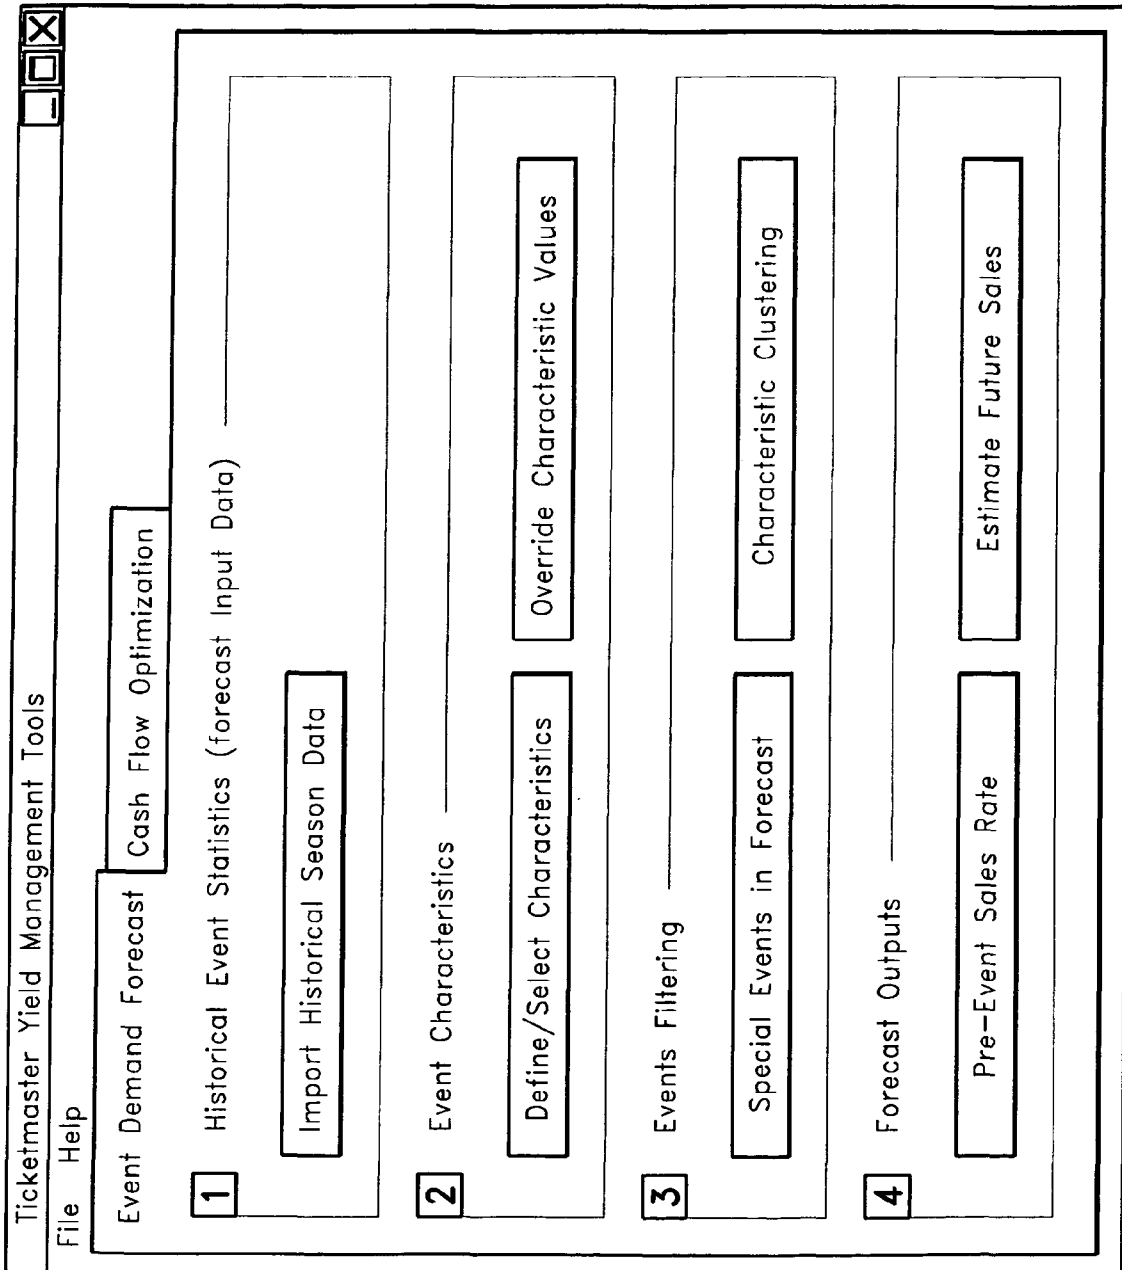 Ticketmaster Yield Management Tools
File Help
Event Demand Forecast
Cash Flow Optimization
1 Historical Event Statistics (forecast Input Data)
Import Historical Season Data
2 Event Characteristics
Define/Select Characteristics
Override Characteristic Values
3 Events Filtering
Special Events in Forecast
Characteristic Clustering
4 Forecast Outputs
Pre-Event Sales Rate
Estimate Future Sales